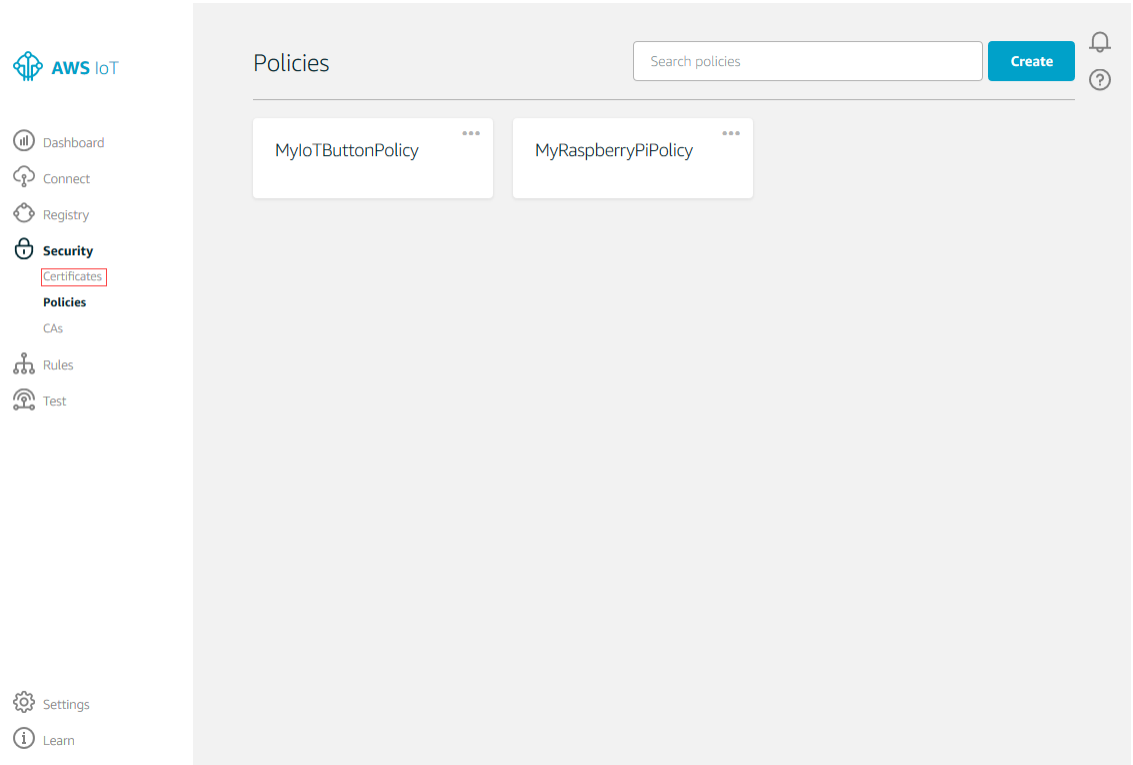 AWS IoT
Dashboard
Connect
Registry
Security
Certificates
Policies
CAs
Rules
Test
Settings
Learn
Policies
Search policies
Create
MyIoTButtonPolicy
MyRaspberryPiPolicy